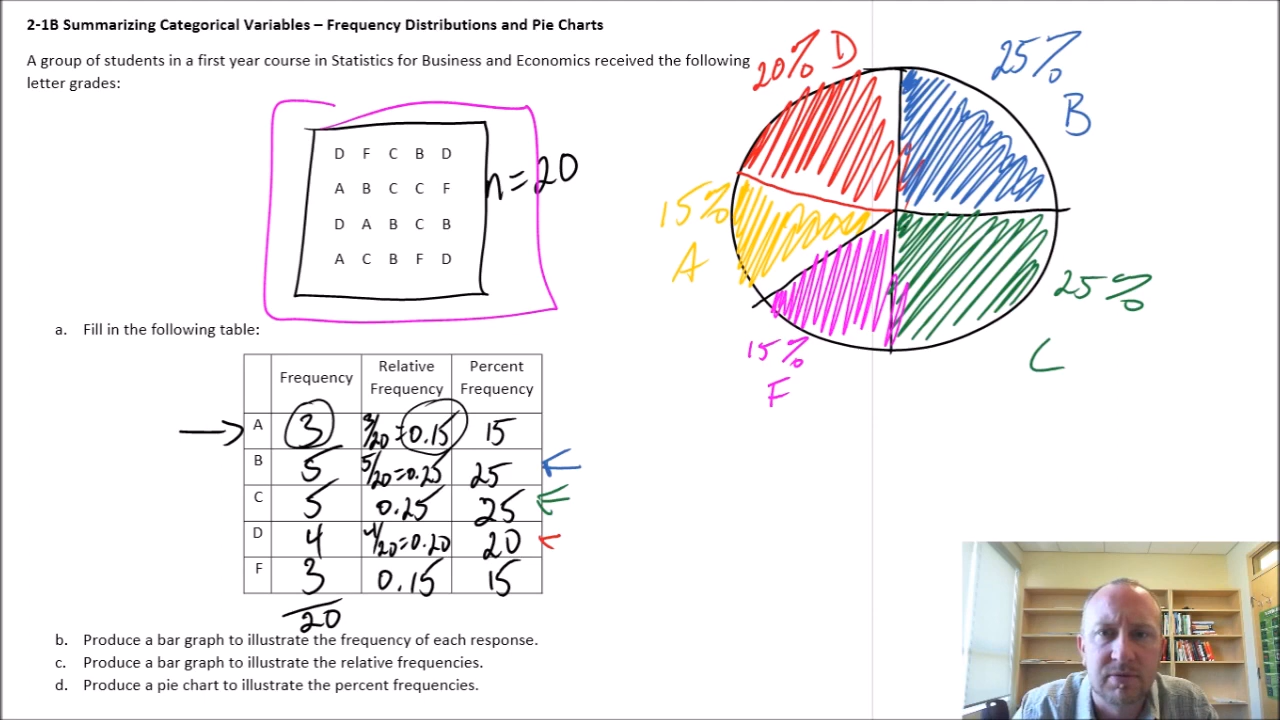 2-1B Summarizing Categorical Variables – Frequency Distributions and Pie Charts
A group of students in a first year course in Statistics for Business and Economics received the following
letter grades:
D F C B D
A B C C F
D A B C B
A C B F D
n=20
a. Fill in the following table:
Frequency Relative Frequency Percent Frequency
A 3 3/20=0.15 15
B 5 5/20=0.25 25
C 5 0.25 25
D 4 4/20=0.20 20
F 3 0.15 15
20
b. Produce a bar graph to illustrate the frequency of each response.
c. Produce a bar graph to illustrate the relative frequencies.
d. Produce a pie chart to illustrate the percent frequencies.
20% D
25%
B
15%
A
25%
C
15%
F